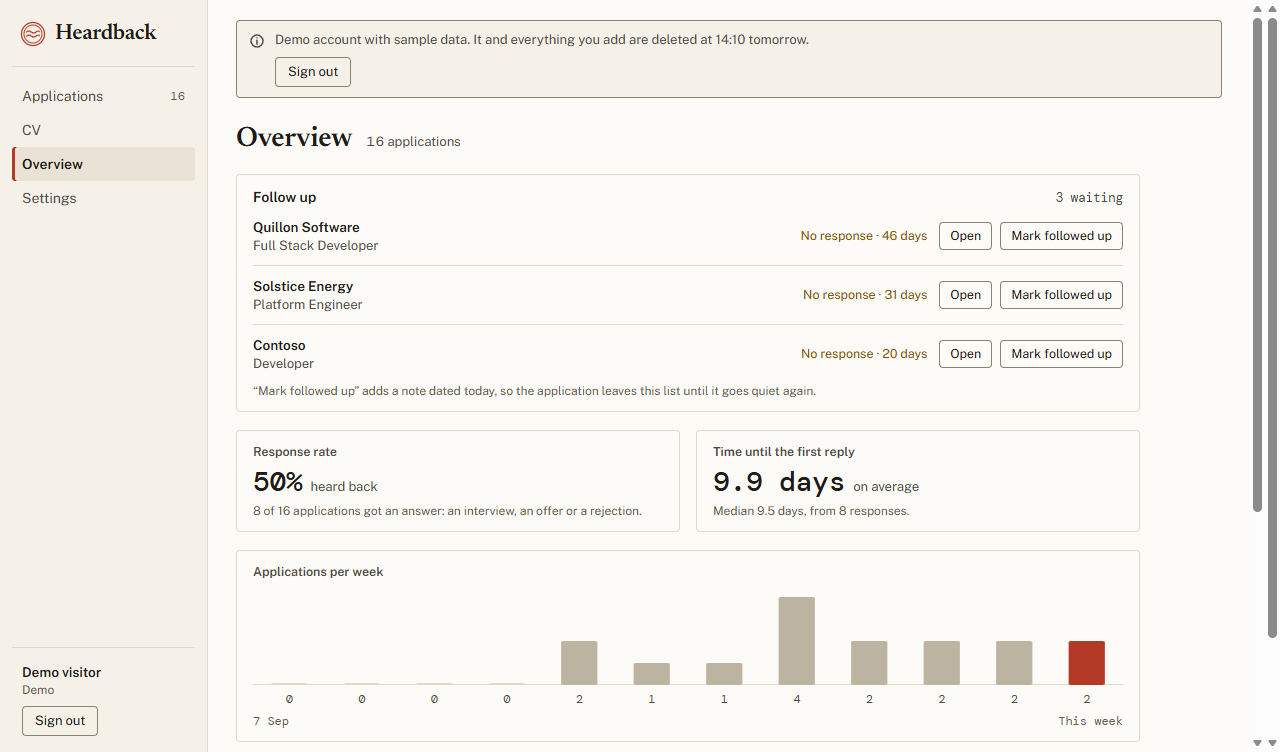 Heardback
Applications 16
CV
Overview
Settings
Demo visitor
Demo
Sign out
Demo account with sample data. It and everything you add are deleted at 14:10 tomorrow.
Sign out
Overview 16 applications
Follow up 3 waiting
Quillon Software
Full Stack Developer
No response · 46 days Open Mark followed up
Solstice Energy
Platform Engineer
No response · 31 days Open Mark followed up
Contoso
Developer
No response · 20 days Open Mark followed up
“Mark followed up” adds a note dated today, so the application leaves this list until it goes quiet again.
Response rate
50% heard back
8 of 16 applications got an answer: an interview, an offer or a rejection.
Time until the first reply
9.9 days on average
Median 9.5 days, from 8 responses.
Applications per week
0 0 0 0 2 1 1 4 2 2 2 2
7 Sep This week